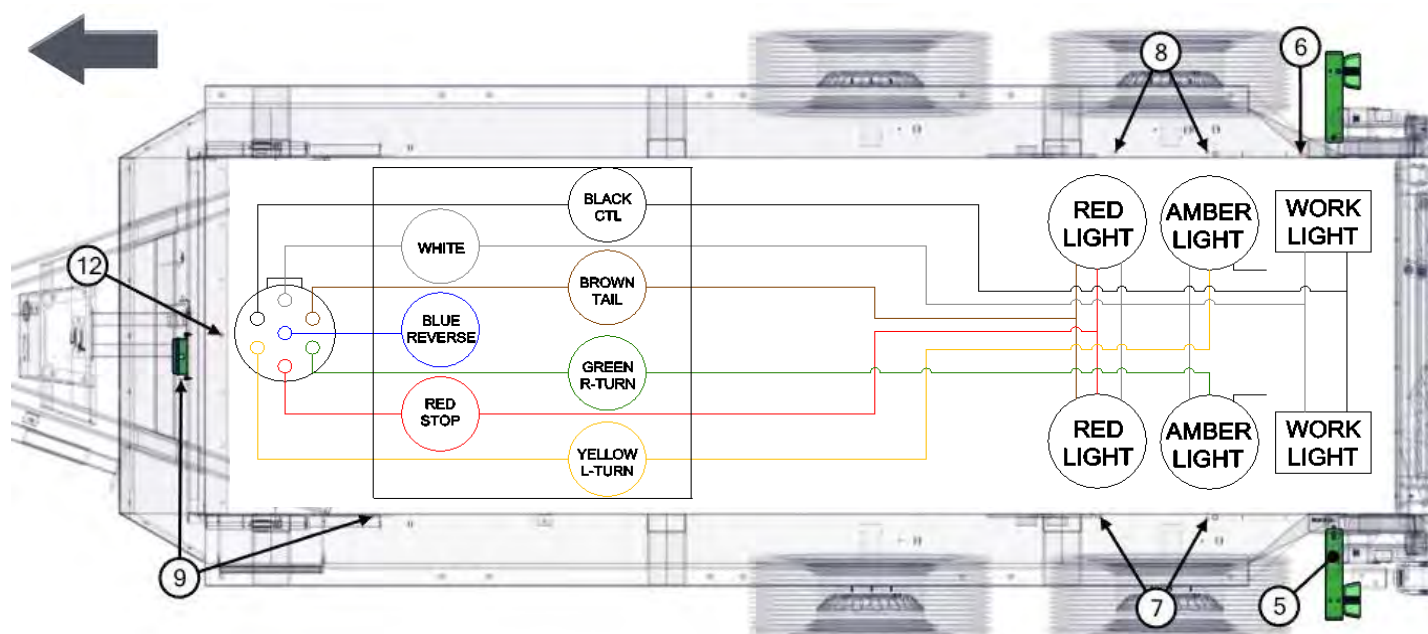 8
6
BLACK
CTL
RED
LIGHT
AMBER
LIGHT
WORK
LIGHT
WHITE
12
BROWN
TAIL
BLUE
REVERSE
GREEN
R-TURN
RED
STOP
YELLOW
L-TURN
RED
LIGHT
AMBER
LIGHT
WORK
LIGHT
9
7
5